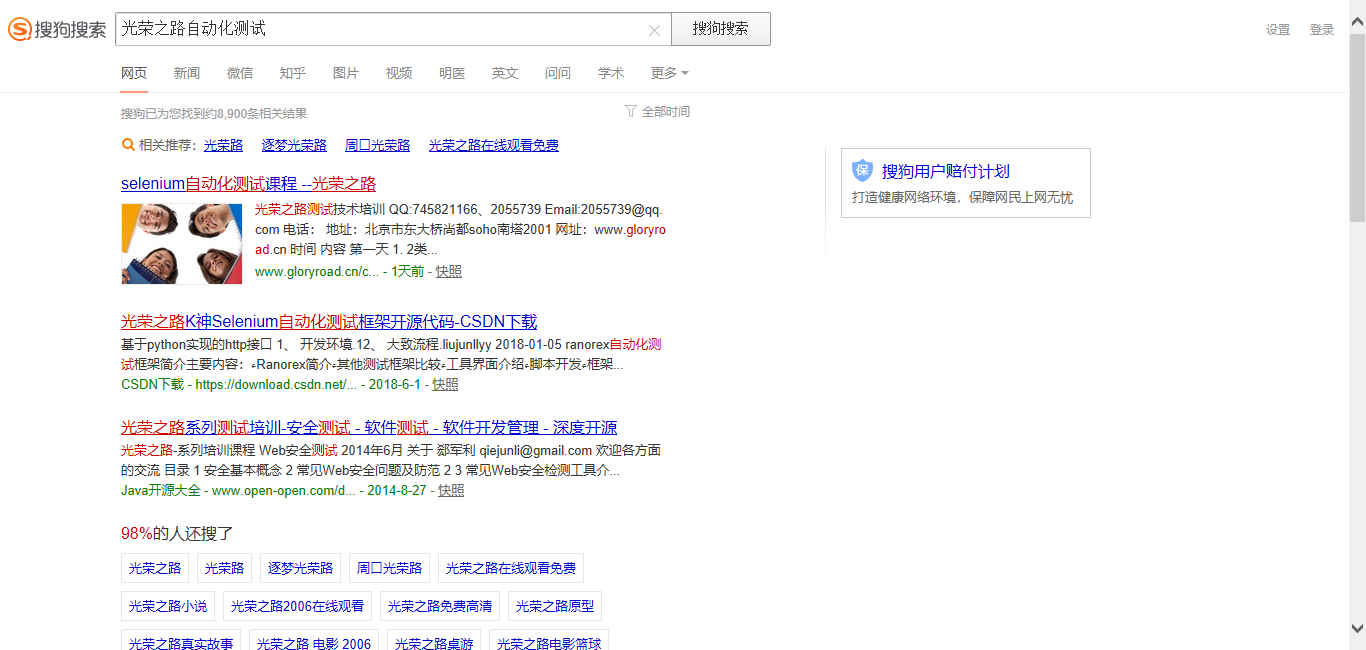 搜狗搜索 光荣之路自动化测试 搜狗搜索 设置 登录
网页 新闻 微信 知乎 图片 视频 明医 英文 问问 学术 更多
搜狗已为您找到约8,900条相关结果 全部时间
相关推荐: 光荣路 逐梦光荣路 周口光荣路 光荣之路在线观看免费
selenium自动化测试课程 --光荣之路
光荣之路测试技术培训 QQ:745821166、2055739 Email:2055739@qq.
com 电话: 地址:北京市东大桥尚都soho南塔2001 网址:www.gloryro
ad.cn 时间 内容 第一天 1. 2类...
www.gloryroad.cn/c... - 1天前 - 快照
光荣之路K神Selenium自动化测试框架开源代码-CSDN下载
基于python实现的http接口 1、 开发环境.12、 大致流程.liujunllyy 2018-01-05 ranorex自动化测
试框架简介主要内容:Ranorex简介其他测试框架比较工具界面介绍脚本开发框架...
CSDN下载 - https://download.csdn.net/... - 2018-6-1 - 快照
光荣之路系列测试培训-安全测试 - 软件测试 - 软件开发管理 - 深度开源
光荣之路-系列培训课程 Web安全测试 2014年6月 关于 郄军利 qiejunli@gmail.com 欢迎各方面
的交流 目录 1 安全基本概念 2 常见Web安全问题及防范 2 3 常见Web安全检测工具介...
Java开源大全 - www.open-open.com/d... - 2014-8-27 - 快照
98%的人还搜了
光荣之路 光荣路 逐梦光荣路 周口光荣路 光荣之路在线观看免费
光荣之路小说 光荣之路2006在线观看 光荣之路免费高清 光荣之路原型
光荣之路真实故事 光荣之路 电影 2006 光荣之路桌游 光荣之路电影篮球
保 搜狗用户赔付计划
打造健康网络环境,保障网民上网无忧